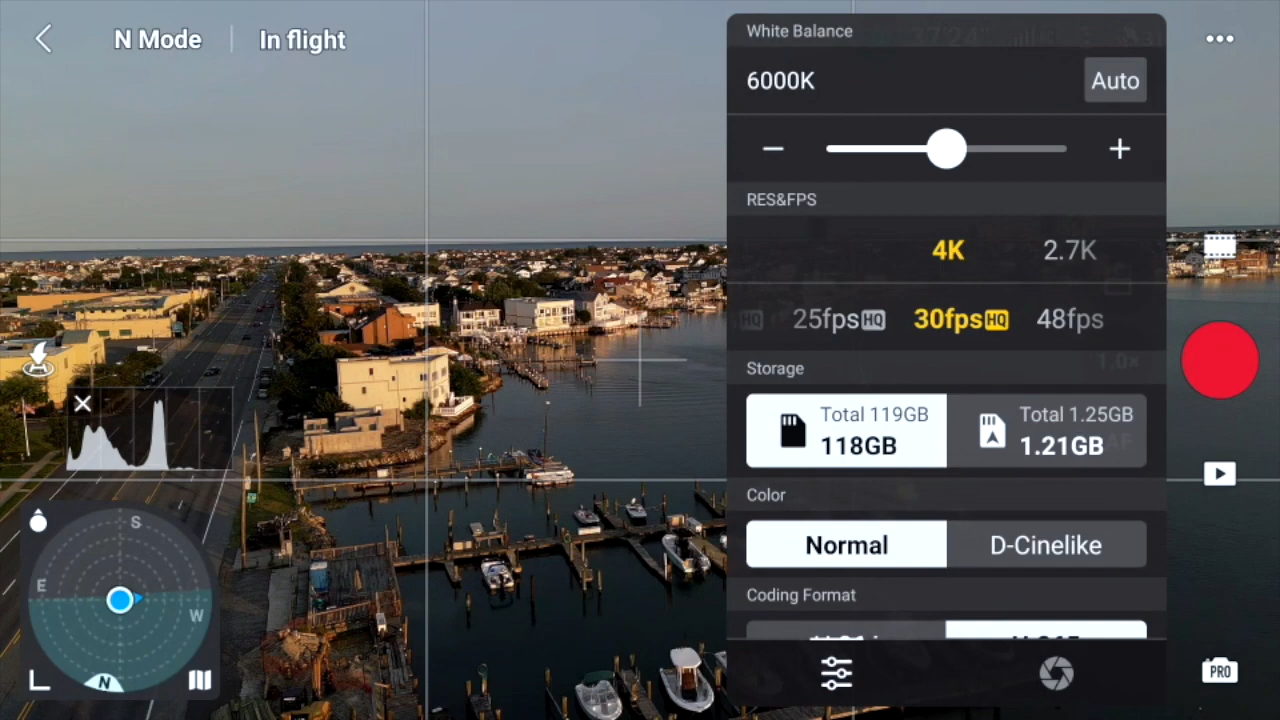 N Mode
In flight
White Balance
6000K
Auto
RES&FPS
4K
2.7K
HQ
25fps HQ
30fps HQ
48fps
Storage
Total 119GB
118GB
Total 1.25GB
1.21GB
Color
Normal
D-Cinelike
Coding Format
S
E
W
N
PRO